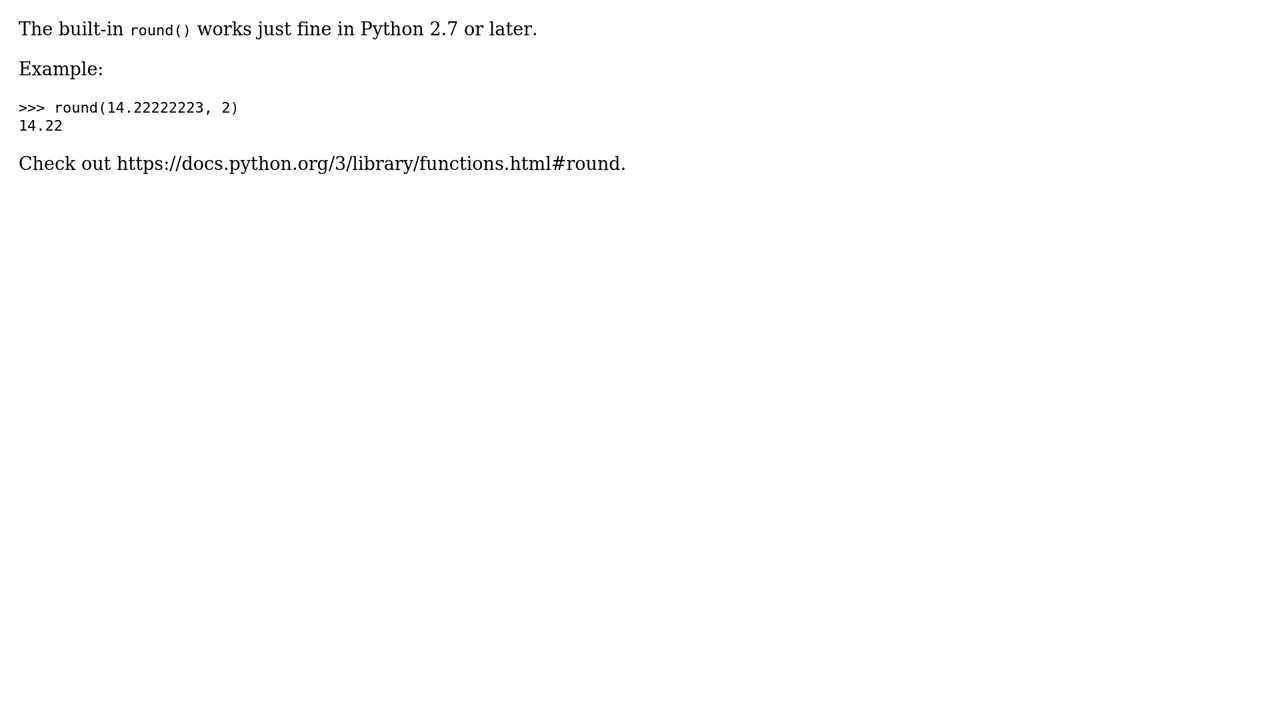 The built-in round() works just fine in Python 2.7 or later.
Example:
>>> round(14.22222223, 2)
14.22
Check out https://docs.python.org/3/library/functions.html#round.